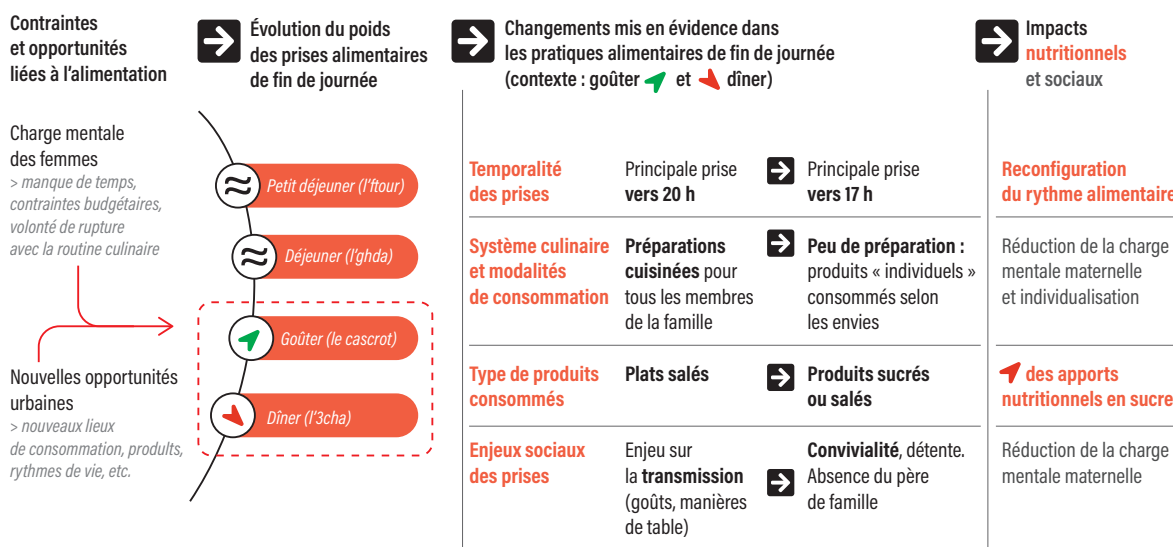 Contraintes
et opportunités
liées à l'alimentation
Évolution du poids
des prises alimentaires
de fin de journée
Changements mis en évidence dans
les pratiques alimentaires de fin de journée
(contexte : goûter et dîner)
Impacts
nutritionnels
et sociaux
Charge mentale
des femmes
> manque de temps,
contraintes budgétaires,
volonté de rupture
avec la routine culinaire
Nouvelles opportunités
urbaines
> nouveaux lieux
de consommation, produits,
rythmes de vie, etc.
Petit déjeuner (l'ftour)
Déjeuner (l'ghda)
Goûter (le cascrot)
Dîner (l'3cha)
Temporalité
des prises
Principale prise
vers 20 h
Principale prise
vers 17 h
Reconfiguration
du rythme alimentaire
Système culinaire
et modalités
de consommation
Préparations
cuisinées pour
tous les membres
de la famille
Peu de préparation :
produits « individuels »
consommés selon
les envies
Réduction de la charge
mentale maternelle
et individualisation
Type de produits
consommés
Plats salés
Produits sucrés
ou salés
des apports
nutritionnels en sucre
Enjeux sociaux
des prises
Enjeu sur
la transmission
(goûts, manières
de table)
Convivialité, détente.
Absence du père
de famille
Réduction de la charge
mentale maternelle